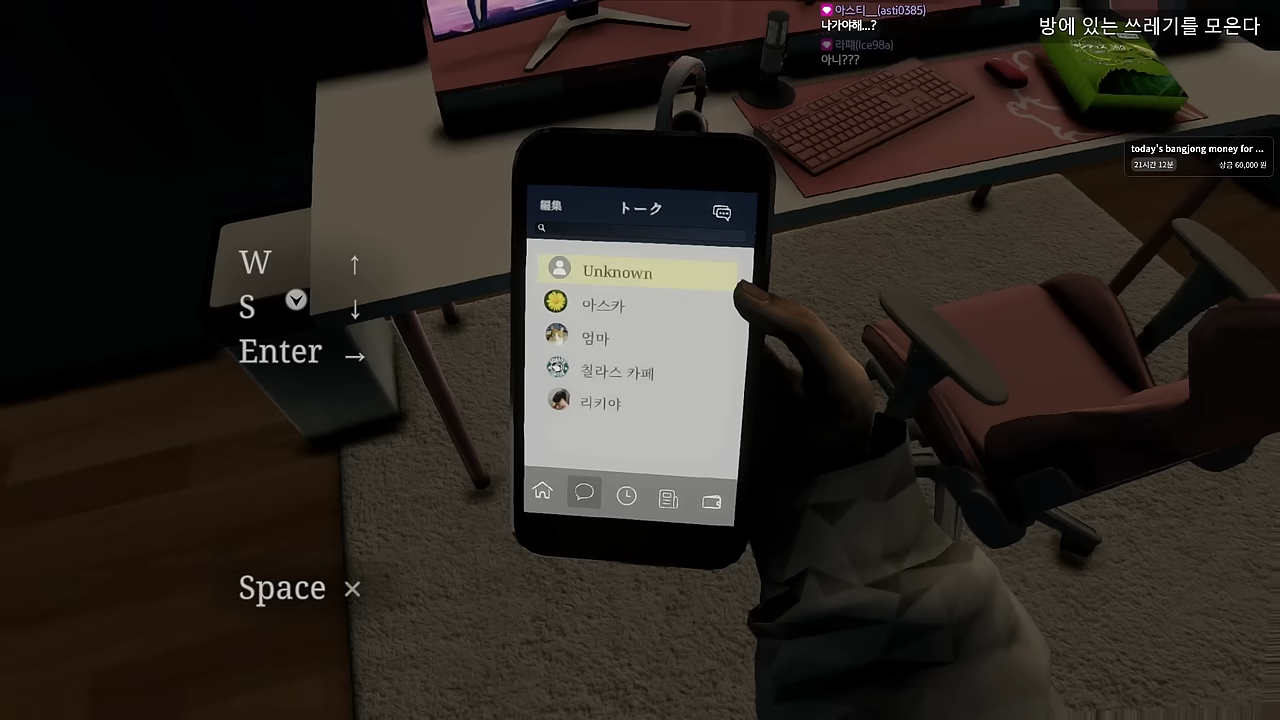 아스티__(asti0385)
나가야해...?
라페(Ice98a)
아니???
방에 있는 쓰레기를 모은다
today's bangjong money for ...
21시간 12분
상금 60,000 원
編集
トーク
Unknown
아스카
엄마
칠라스 카페
리키야
W ↑
S ↓
Enter →
Space ×